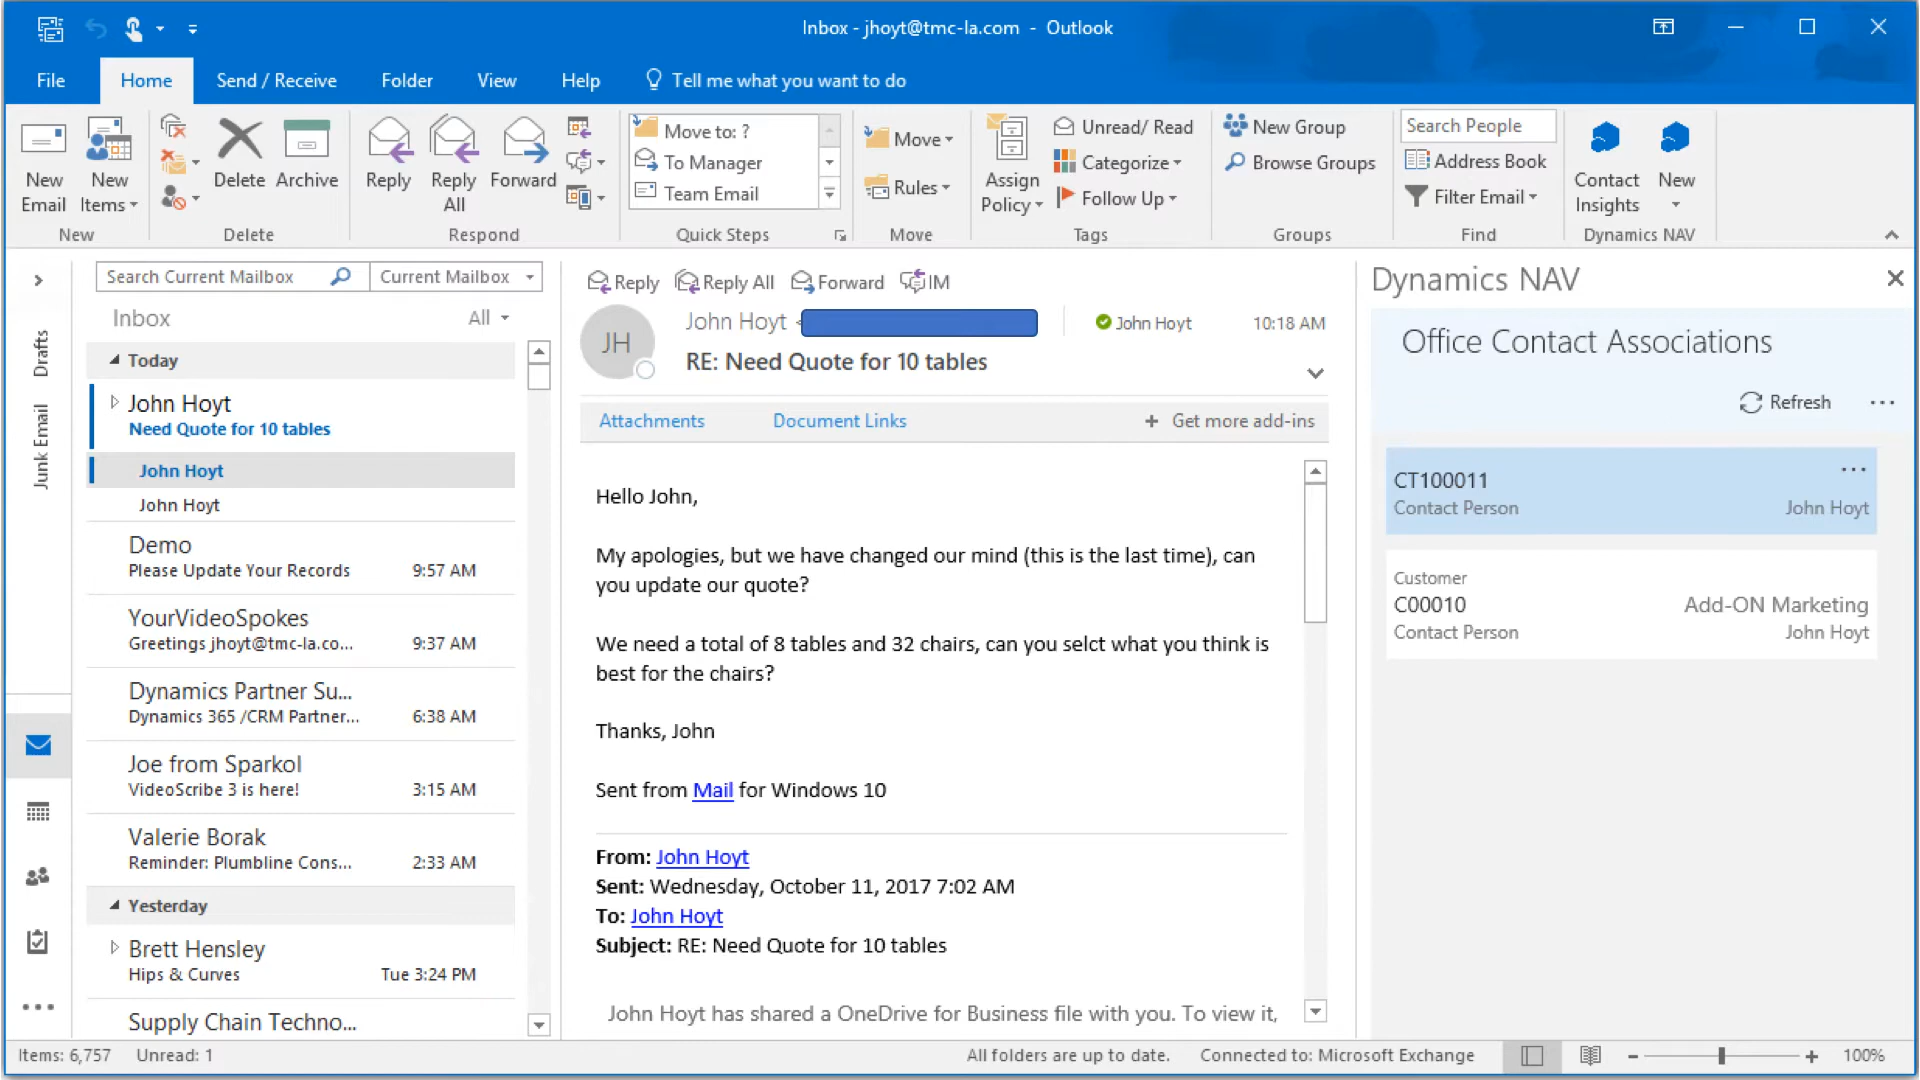 Inbox - jhoyt@tmc-la.com - Outlook
File Home Send / Receive Folder View Help Tell me what you want to do
New Email
New Items
New
Delete
Archive
Delete
Reply
Reply All
Forward
Respond
Move to: ?
To Manager
Team Email
Quick Steps
Move
Rules
Move
Assign Policy
Unread/ Read
Categorize
Follow Up
Tags
New Group
Browse Groups
Groups
Search People
Address Book
Filter Email
Find
Contact Insights
New
Dynamics NAV
Drafts
Junk Email
Search Current Mailbox Current Mailbox
Inbox All
Today
John Hoyt
Need Quote for 10 tables
John Hoyt
John Hoyt
Demo
Please Update Your Records 9:57 AM
YourVideoSpokes
Greetings jhoyt@tmc-la.co... 9:37 AM
Dynamics Partner Su...
Dynamics 365 /CRM Partner... 6:38 AM
Joe from Sparkol
VideoScribe 3 is here! 3:15 AM
Valerie Borak
Reminder: Plumbline Cons... 2:33 AM
Yesterday
Brett Hensley
Hips & Curves Tue 3:24 PM
Supply Chain Techno...
Reply Reply All Forward IM
JH
John Hoyt < John Hoyt 10:18 AM
RE: Need Quote for 10 tables
Attachments Document Links + Get more add-ins
Hello John,
My apologies, but we have changed our mind (this is the last time), can
you update our quote?
We need a total of 8 tables and 32 chairs, can you selct what you think is
best for the chairs?
Thanks, John
Sent from Mail for Windows 10
From: John Hoyt
Sent: Wednesday, October 11, 2017 7:02 AM
To: John Hoyt
Subject: RE: Need Quote for 10 tables
John Hoyt has shared a OneDrive for Business file with you. To view it,
Dynamics NAV
Office Contact Associations
Refresh ...
CT100011 ...
Contact Person John Hoyt
Customer
C00010 Add-ON Marketing
Contact Person John Hoyt
Items: 6,757 Unread: 1 All folders are up to date. Connected to: Microsoft Exchange 100%